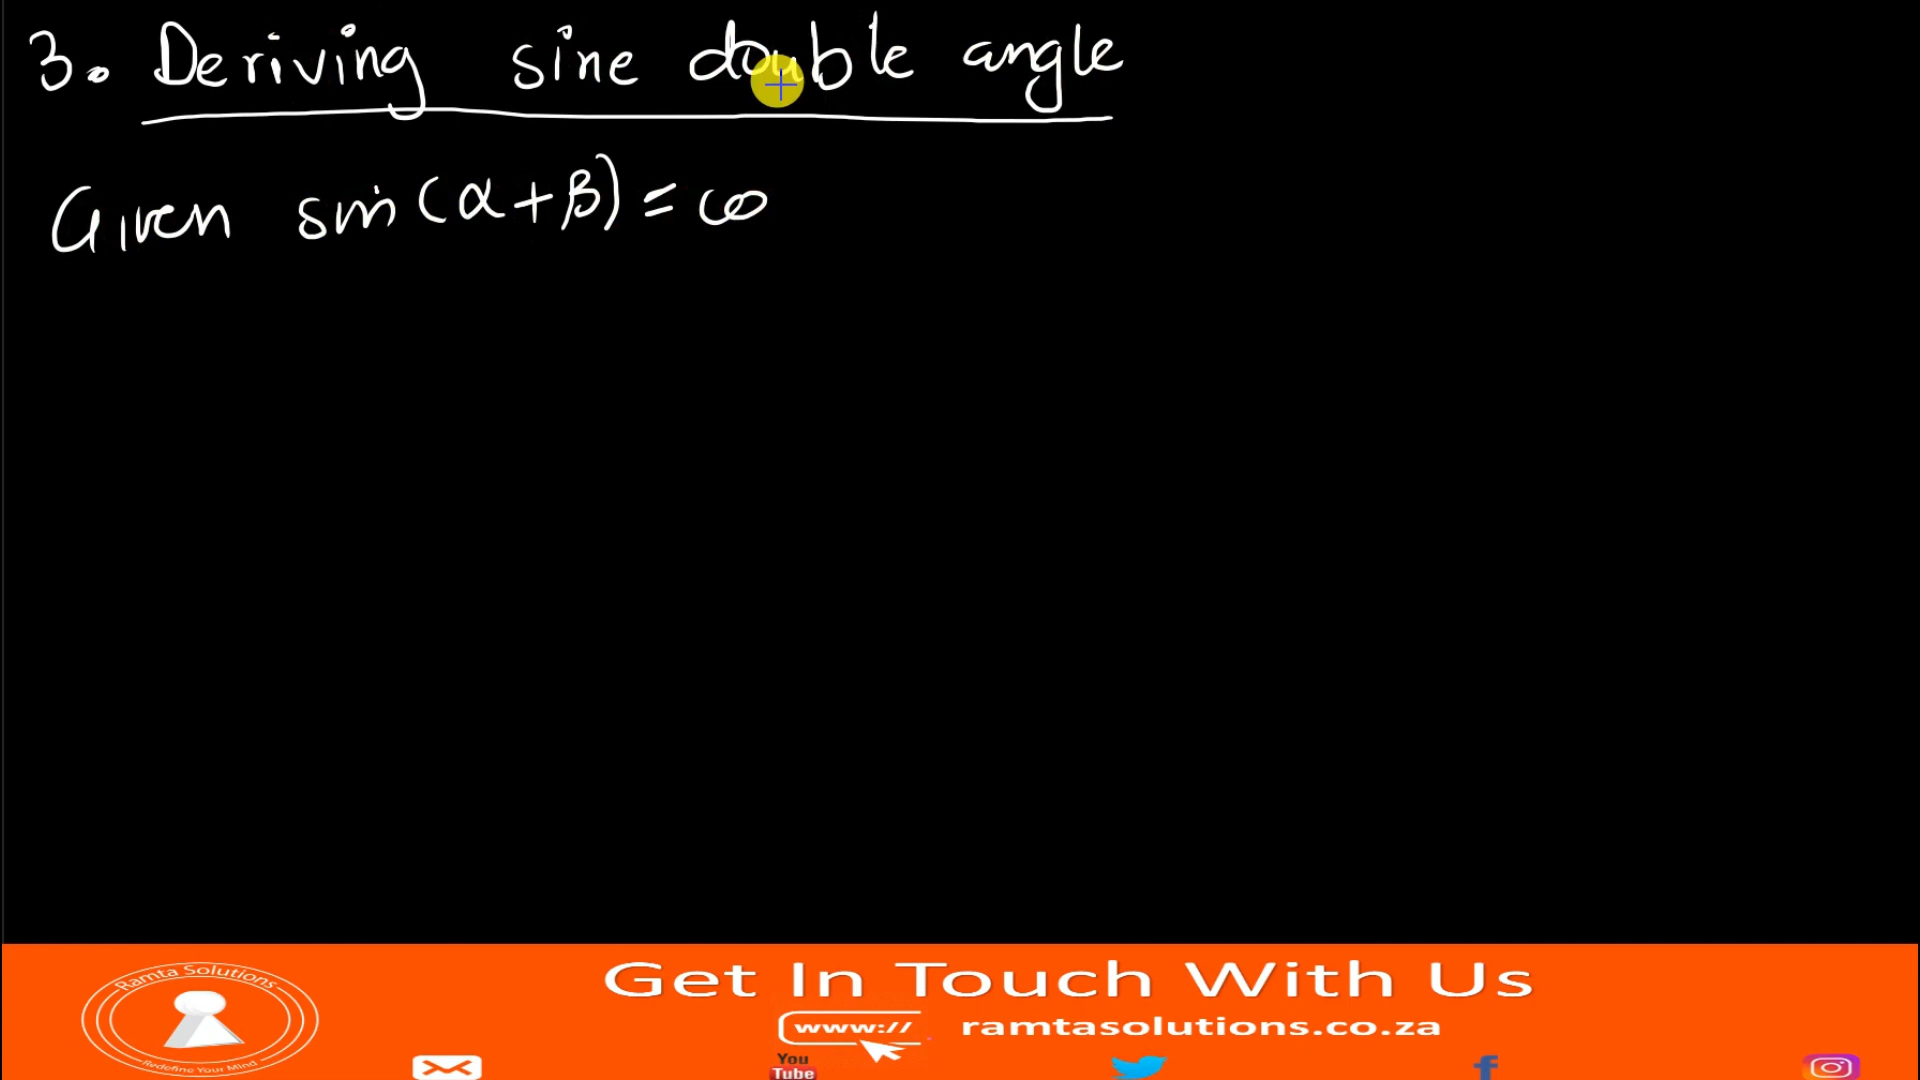 3. Deriving sine double angle
Given sin(α+β) = co
Get In Touch With Us
www:// ramtasolutions.co.za
Ramta Solutions
Redefine Your Mind
You
Tube